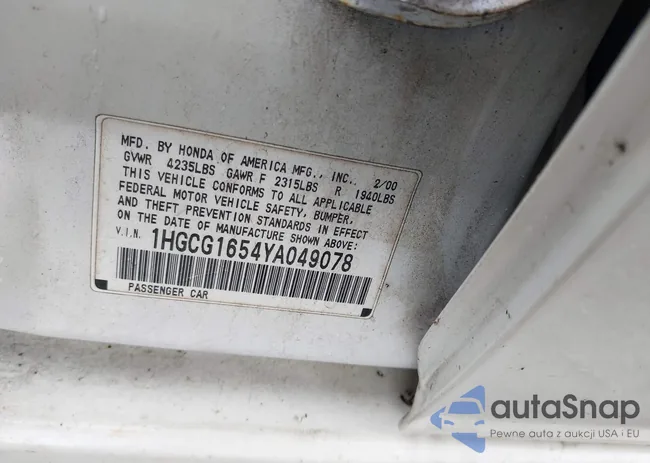 MFD. BY HONDA OF AMERICA MFG., INC. 2/00
GVWR 4235LBS GAWR F 2315LBS R 1940LBS
THIS VEHICLE CONFORMS TO ALL APPLICABLE
FEDERAL MOTOR VEHICLE SAFETY, BUMPER,
AND THEFT PREVENTION STANDARDS IN EFFECT
ON THE DATE OF MANUFACTURE SHOWN ABOVE:
V.I.N. 1HGCG1654YA049078
PASSENGER CAR
autoSnap
Pewne auta z aukcji USA i EU